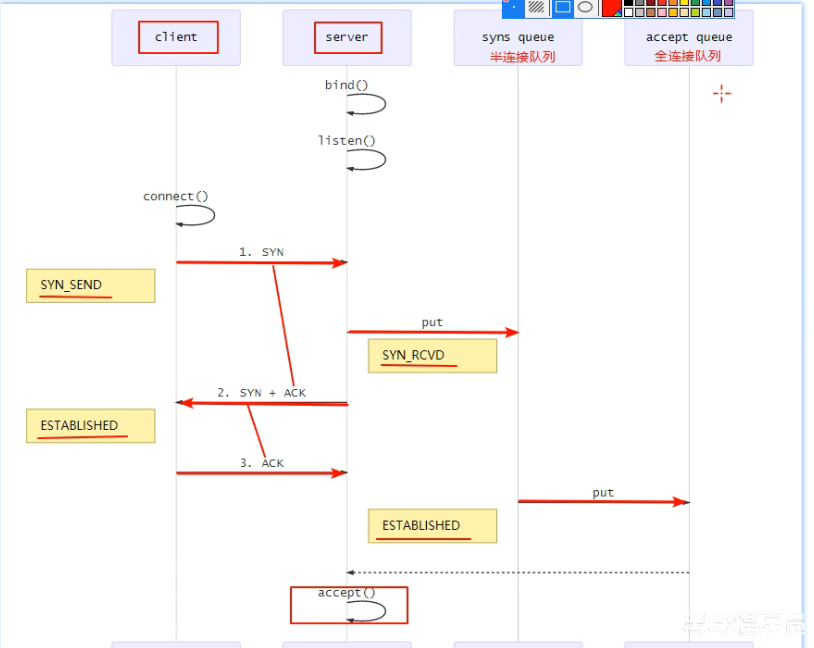 client
server
syns queue
半连接队列
accept queue
全连接队列
bind()
listen()
connect()
1. SYN
SYN_SEND
put
SYN_RCVD
2. SYN + ACK
ESTABLISHED
3. ACK
put
ESTABLISHED
accept()